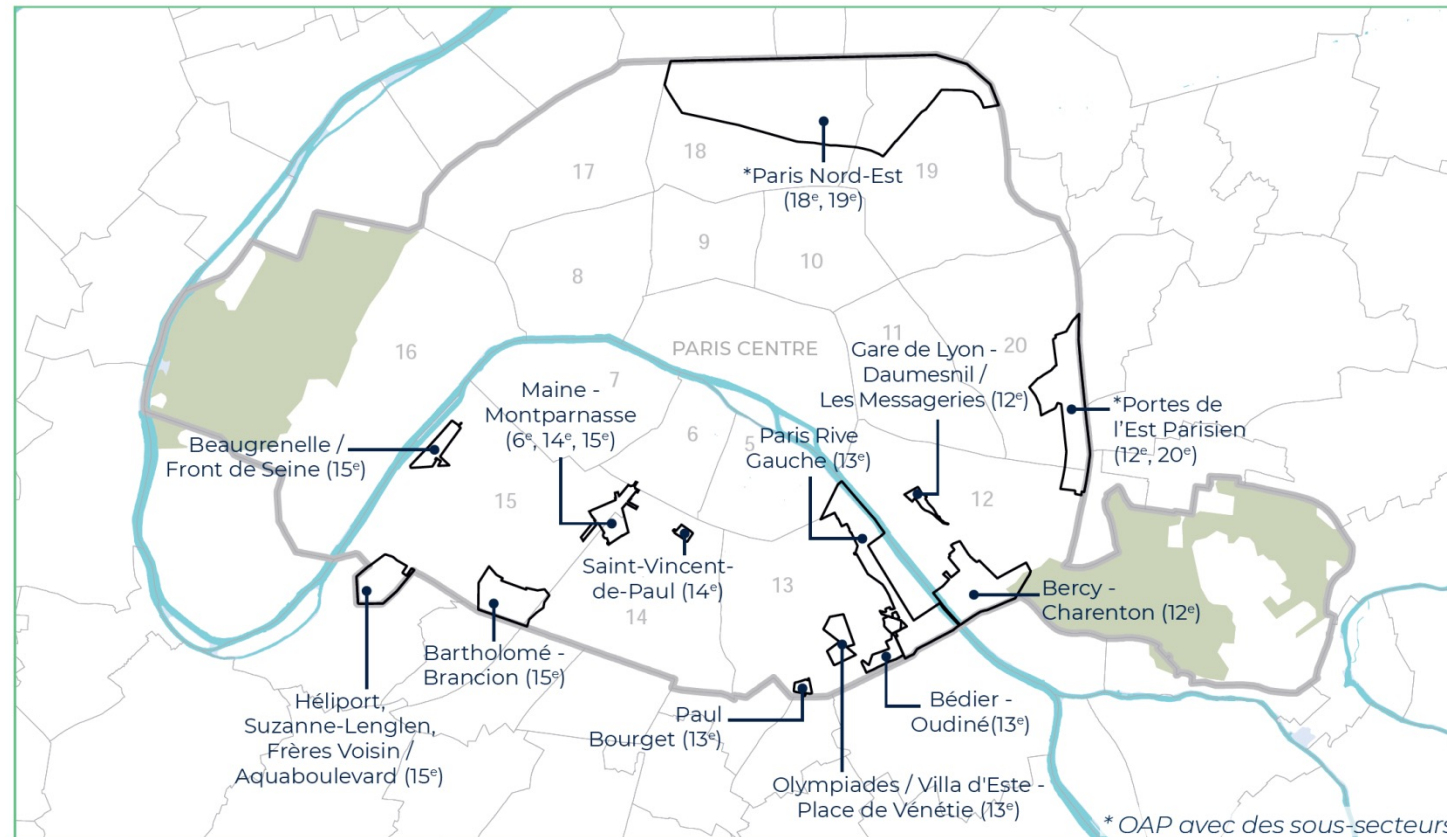 17
18
19
*Paris Nord-Est
(18ᵉ, 19ᵉ)
9
10
8
16
PARIS CENTRE
11
20
7
Gare de Lyon -
Daumesnil /
Les Messageries (12ᵉ)
Maine -
Montparnasse
(6ᵉ, 14ᵉ, 15ᵉ)
6
5
*Portes de
l'Est Parisien
(12ᵉ, 20ᵉ)
Beaugrenelle /
Front de Seine (15ᵉ)
Paris Rive
Gauche (13ᵉ)
15
12
Saint-Vincent-
de-Paul (14ᵉ)
13
14
Bercy -
Charenton (12ᵉ)
Bartholomé -
Brancion (15ᵉ)
Héliport,
Suzanne-Lenglen,
Frères Voisin /
Aquaboulevard (15ᵉ)
Paul
Bourget (13ᵉ)
Bédier -
Oudiné(13ᵉ)
Olympiades / Villa d'Este -
Place de Vénétie (13ᵉ)
* OAP avec des sous-secteurs